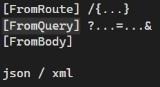 [FromRoute] /{...}
[FromQuery] ?...=...&
[FromBody]
json / xml